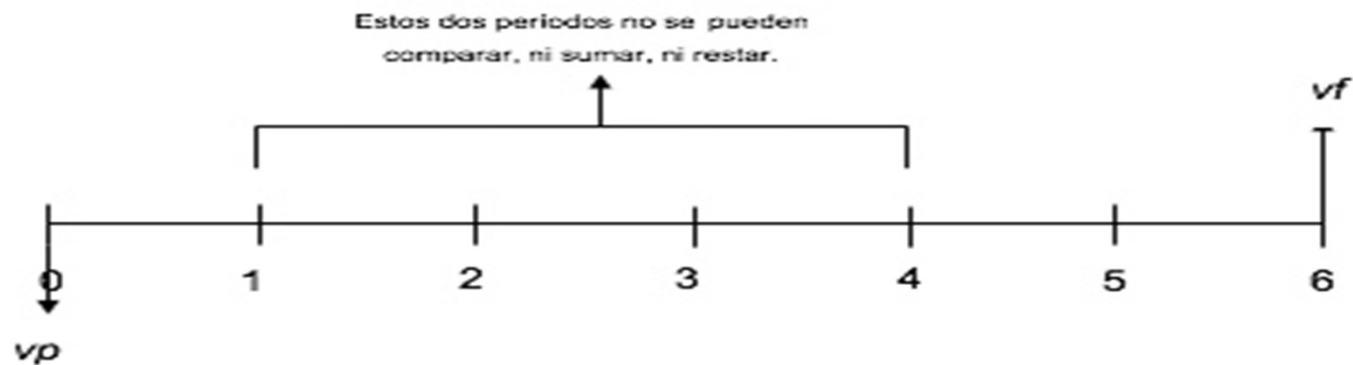 Estos dos periodos no se pueden
comparar, ni sumar, ni restar.
vf
0 1 2 3 4 5 6
vp